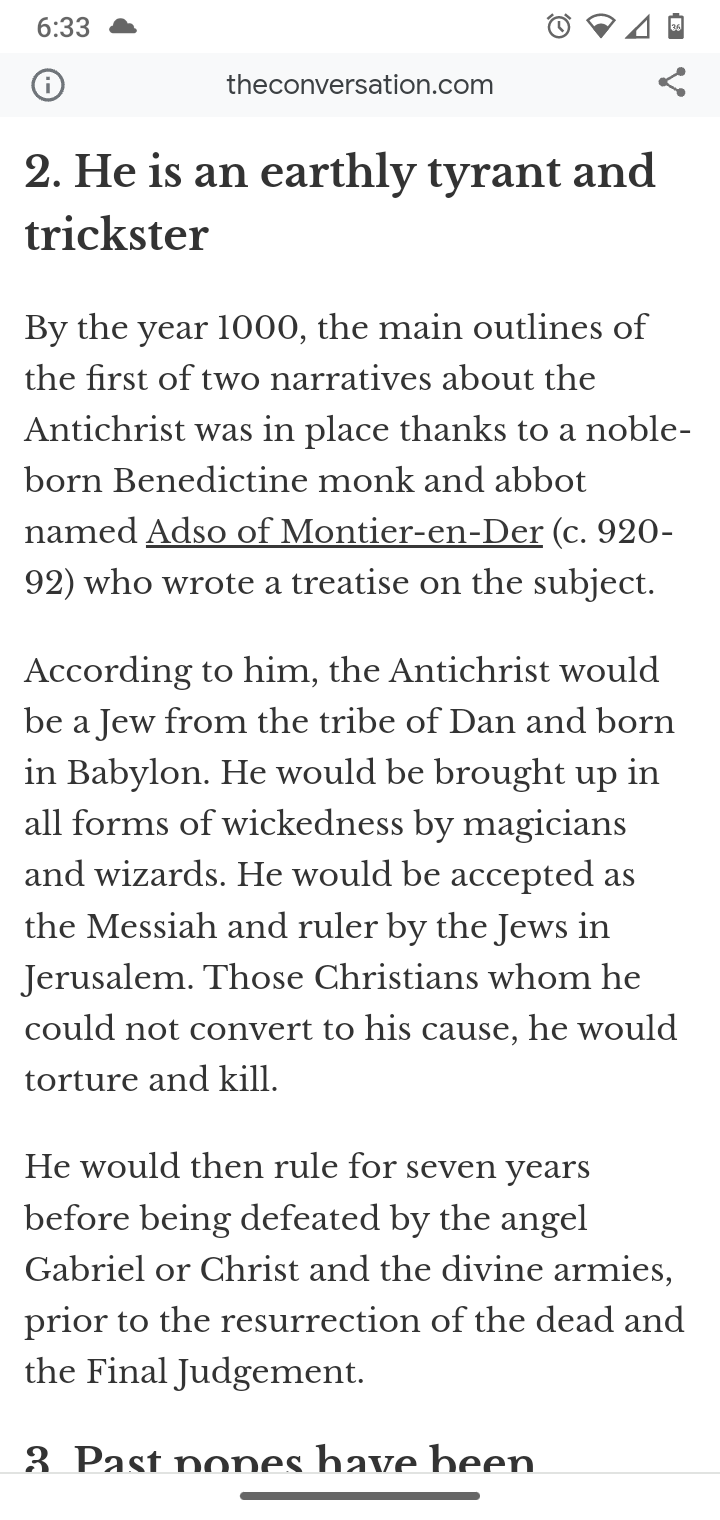 6:33
36
theconversation.com
2. He is an earthly tyrant and
trickster
By the year 1000, the main outlines of
the first of two narratives about the
Antichrist was in place thanks to a noble-
born Benedictine monk and abbot
named Adso of Montier-en-Der (c. 920-
92) who wrote a treatise on the subject.
According to him, the Antichrist would
be a Jew from the tribe of Dan and born
in Babylon. He would be brought up in
all forms of wickedness by magicians
and wizards. He would be accepted as
the Messiah and ruler by the Jews in
Jerusalem. Those Christians whom he
could not convert to his cause, he would
torture and kill.
He would then rule for seven years
before being defeated by the angel
Gabriel or Christ and the divine armies,
prior to the resurrection of the dead and
the Final Judgement.
3. Past popes have been